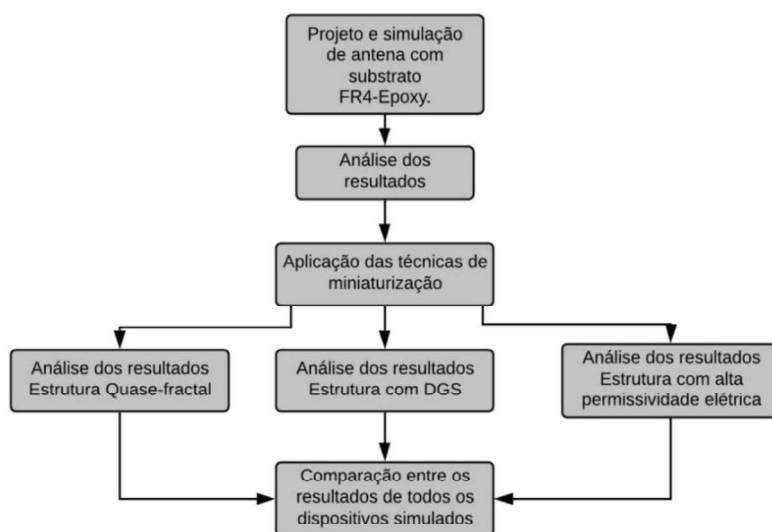 Projeto e simulação
de antena com
substrato
FR4-Epoxy.
Análise dos
resultados
Aplicação das técnicas de
miniaturização
Análise dos resultados
Estrutura Quase-fractal
Análise dos resultados
Estrutura com DGS
Análise dos resultados
Estrutura com alta
permissividade elétrica
Comparação entre os
resultados de todos os
dispositivos simulados